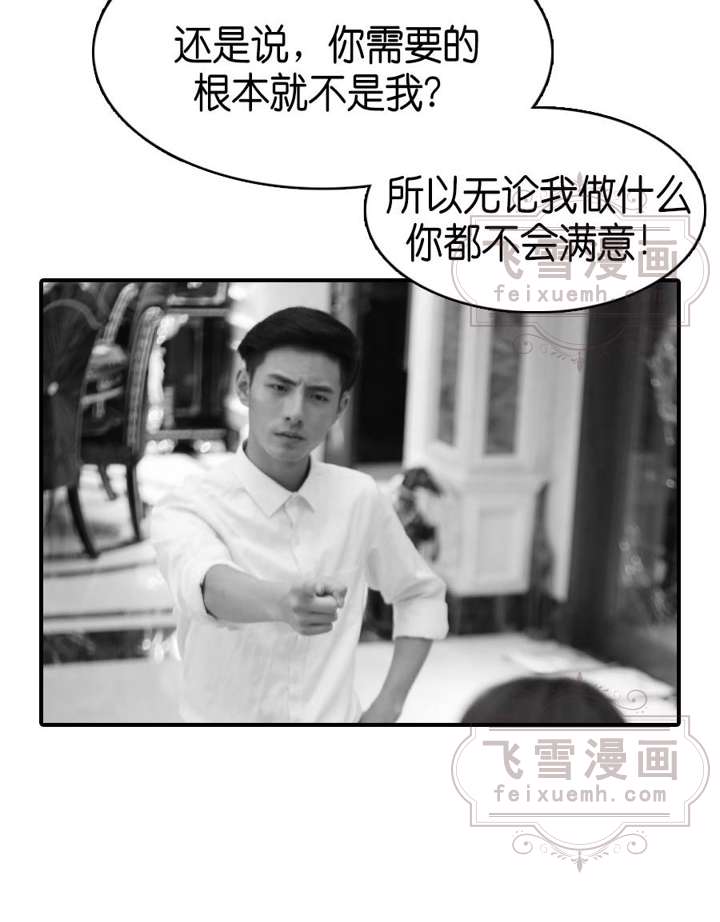 还是说，你需要的
根本就不是我？
所以无论我做什么
你都不会满意！
飞雪漫画
feixuemh.com
飞雪漫画
feixuemh.com